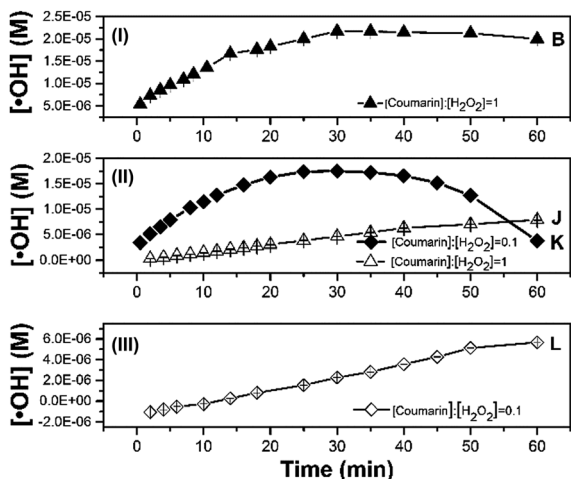 (I)
B
[•OH] (M)
2.5E-05
2.0E-05
1.5E-05
1.0E-05
5.0E-06
[Coumarin]:[H₂O₂]=1
0 10 20 30 40 50 60
(II)
[•OH] (M)
2.0E-05
1.5E-05
1.0E-05
5.0E-06
0.0E+00
J
K
[Coumarin]:[H₂O₂]=0.1
[Coumarin]:[H₂O₂]=1
0 10 20 30 40 50 60
(III)
L
[•OH] (M)
6.0E-06
4.0E-06
2.0E-06
0.0E+00
-2.0E-06
[Coumarin]:[H₂O₂]=0.1
0 10 20 30 40 50 60
Time (min)